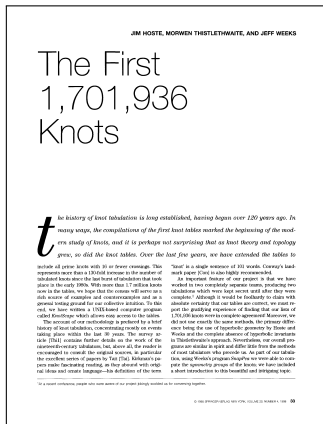 JIM HOSTE, MORWEN THISTLETHWAITE, AND JEFF WEEKS
The First
1,701,936
Knots
the history of knot tabulation is long established, having begun over 120 years ago. In
many ways, the compilations of the first knot tables marked the beginning of the mod-
ern study of knots, and it is perhaps not surprising that as knot theory and topology
grew, so did the knot tables. Over the last few years, we have extended the tables to
include all prime knots with 16 or fewer crossings. This
represents more than a 130-fold increase in the number of
tabulated knots since the last burst of tabulation that took
place in the early 1980s. With more than 1.7 million knots
now in the tables, we hope that the census will serve as a
rich source of examples and counterexamples and as a
general testing ground for our collective intuition. To this
end, we have written a UNIX-based computer program
called KnotScape which allows easy access to the tables.
The account of our methodology is prefaced by a brief
history of knot tabulation, concentrating mostly on events
taking place within the last 30 years. The survey ar-
ticle [Thi1] contains further details on the work of the
nineteenth-century tabulators, but, above all, the reader is
encouraged to consult the original sources, in particular
the excellent series of papers by Tait [Tai]. Kirkman's pa-
pers make fascinating reading, as they abound with origi-
nal ideas and ornate language—his definition of the term
"knot" is a single sentence of 101 words. Conway's land-
mark paper [Con] is also highly recommended.
An important feature of our project is that we have
worked in two completely separate teams, producing two
tabulations which were kept secret until after they were
complete.¹ Although it would be foolhardy to claim with
absolute certainty that our tables are correct, we must re-
port the gratifying experience of finding that our lists of
1,701,936 knots were in complete agreement! Moreover, we
did not use exactly the same methods, the primary differ-
ence being the use of hyperbolic geometry by Hoste and
Weeks and the complete absence of hyperbolic invariants
in Thistlethwaite's approach. Nevertheless, our overall pro-
grams are similar in spirit and differ little from the methods
of most tabulators who precede us. As part of our tabula-
tion, using Weeks's program SnapPea we were able to com-
pute the symmetry groups of the knots; we have included
a short introduction to this beautiful and intriguing topic.
¹At a recent conference, people who were aware of our project jokingly scolded us for conversing together.
© 1998 SPRINGER-VERLAG NEW YORK, VOLUME 20, NUMBER 4, 1998 33